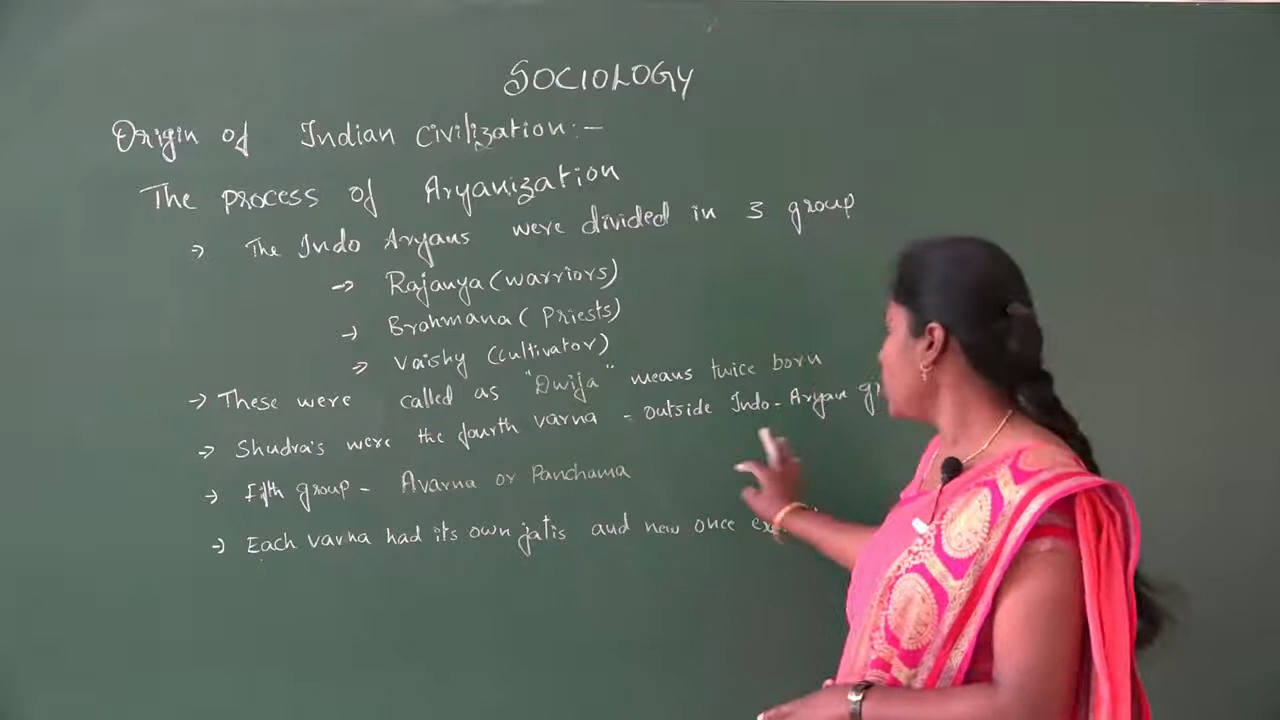 SOCIOLOGY
Origin of Indian Civilization:-
The process of Aryanization
→ The Indo Aryans were divided in 3 group
→ Rajanya (warriors)
→ Brahmana (Priests)
→ Vaishy (cultivator)
→ These were called as "Dwija" means twice born
→ Shudra's were the fourth varna - outside Indo-Aryan
→ Fifth group - Avarna or Panchama
→ Each varna had its own jatis and new once